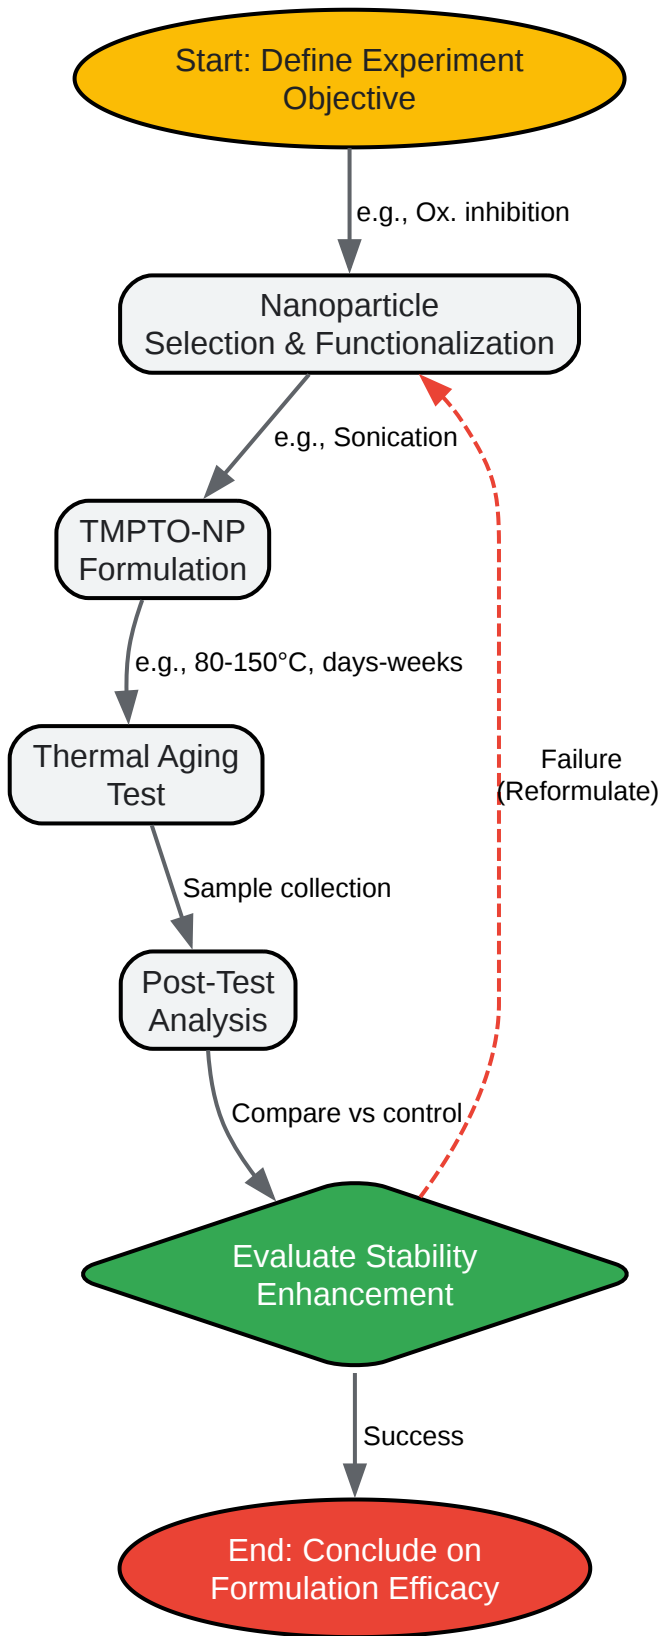 Start: Define Experiment
Objective
e.g., Ox. inhibition
Nanoparticle
Selection & Functionalization
e.g., Sonication
TMPTO-NP
Formulation
e.g., 80-150°C, days-weeks
Thermal Aging
Test
Failure
(Reformulate)
Sample collection
Post-Test
Analysis
Compare vs control
Evaluate Stability
Enhancement
Success
End: Conclude on
Formulation Efficacy